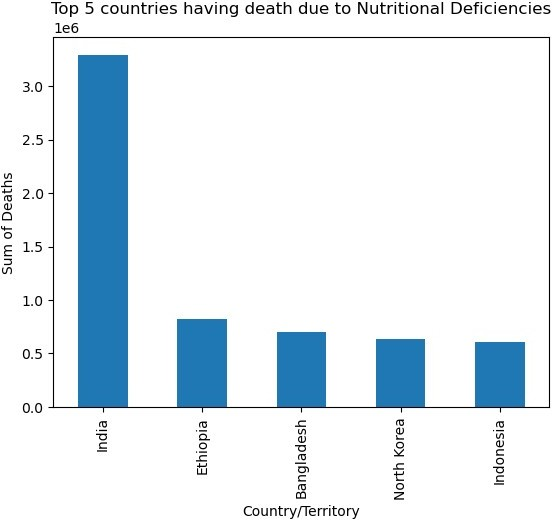 Top 5 countries having death due to Nutritional Deficiencies
1e6
3.0
2.5
2.0
1.5
1.0
0.5
0.0
Sum of Deaths
India
Ethiopia
Bangladesh
North Korea
Indonesia
Country/Territory